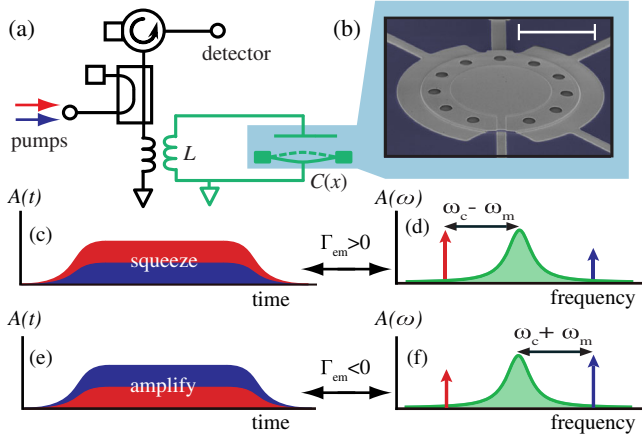 (a)
detector
(b)
pumps
L
C(x)
A(t)
(c)
squeeze
time
Γem>0
A(ω)
ωc- ωm
(d)
frequency
A(t)
(e)
amplify
time
Γem<0
A(ω)
ωc+ ωm
(f)
frequency